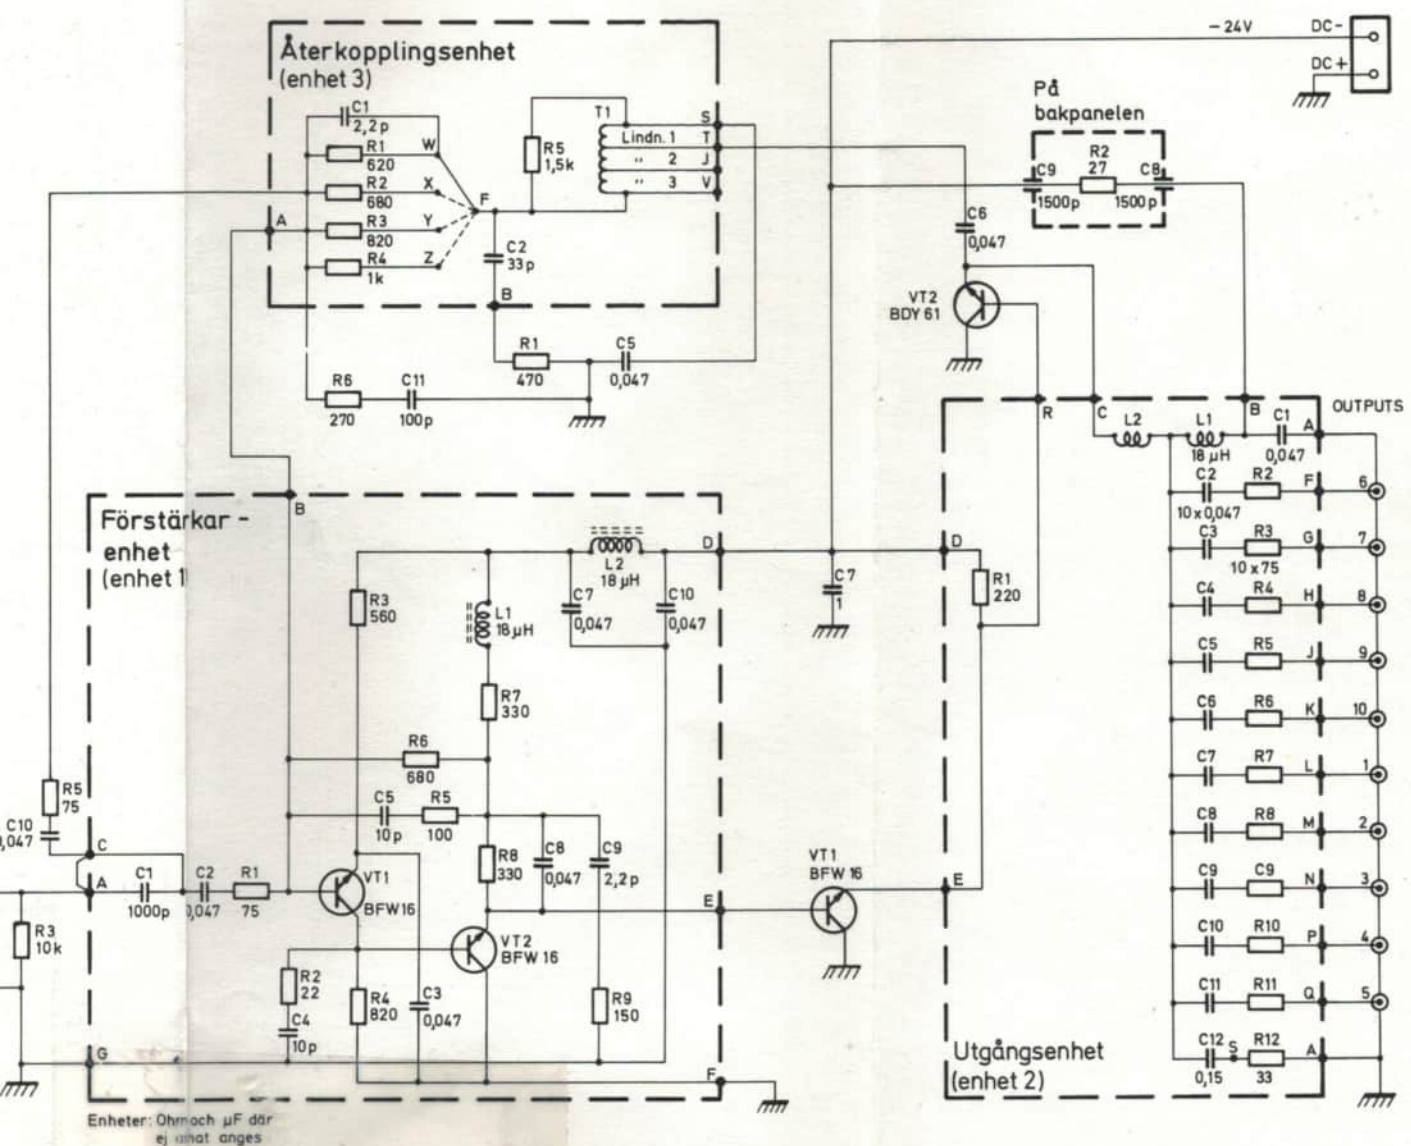 Återkopplingsenhet
(enhet 3)
C1
2,2p
R1
620
W
R2
680
X
R3
820
Y
R4
1k
Z
A
F
C2
33p
B
R5
1,5k
T1
Lindn. 1
" 2
" 3
S
T
J
V
R1
470
C5
0,047
R6
270
C11
100p
-24V
DC-
DC+
På
bakpanelen
C9
1500p
R2
27
C8
1500p
C6
0,047
VT2
BDY 61
Förstärkar-
enhet
(enhet 1
B
R3
560
L1
18µH
L2
18µH
C7
0,047
C10
0,047
D
R7
330
R6
680
C5
10p
R5
100
R8
330
C8
0,047
C9
2,2p
R5
75
C10
0,047
C
A
C1
1000p
C2
0,047
R1
75
VT1
BFW16
VT2
BFW 16
E
R3
10k
R2
22
C4
10p
R4
820
C3
0,047
R9
150
G
F
Enheter: Ohm och µF där
ej anges
C7
1
VT1
BFW 16
R
C
B
OUTPUTS
L2
L1
18µH
C1
0,047
A
C2
10x0,047
R2
F
6
C3
R3
10x75
G
7
C4
R4
H
8
C5
R5
J
9
C6
R6
K
10
C7
R7
L
1
C8
R8
M
2
C9
C9
N
3
C10
R10
P
4
C11
R11
Q
5
C12
0,15
S
R12
33
A
D
R1
220
E
Utgångsenhet
(enhet 2)